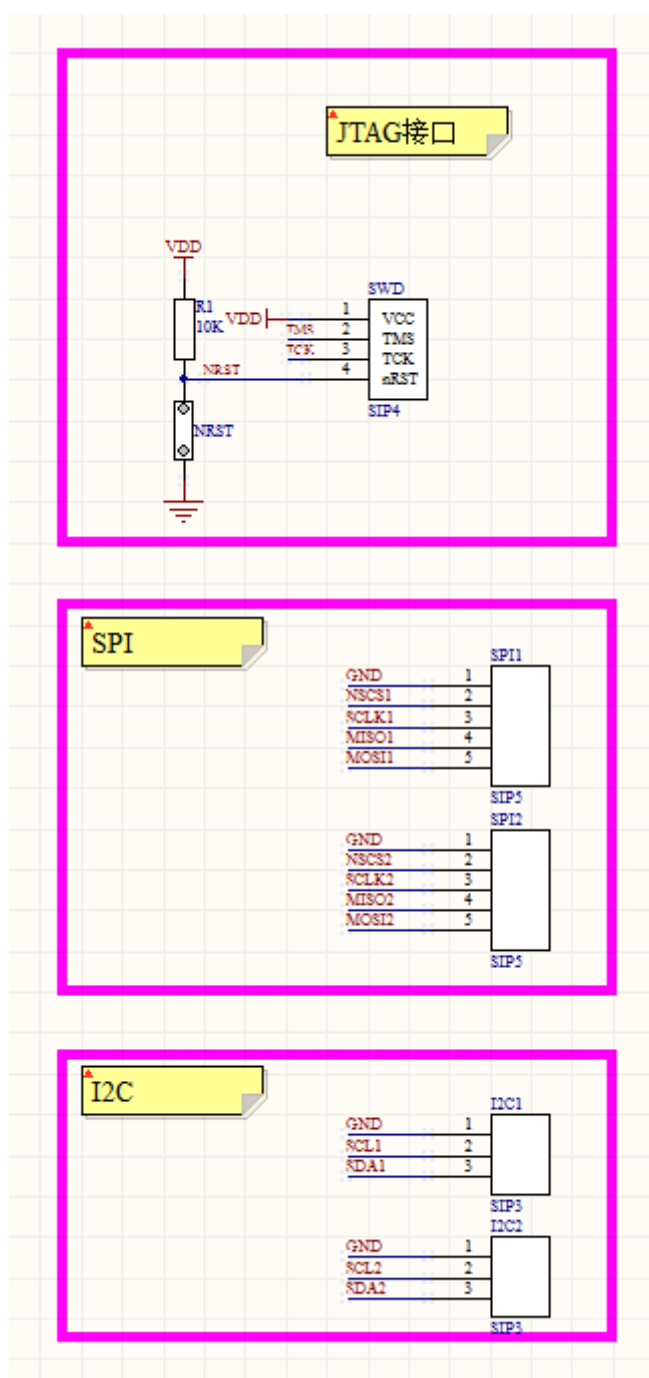 JTAG接口
VDD
R1
10K
NRST
NRST
VDD
TMS
TCK
SWD
1 VCC
2 TMS
3 TCK
4 nRST
SIP4
SPI
SPI1
GND 1
NSCS1 2
SCLK1 3
MISO1 4
MOSI1 5
SIP5
SPI2
GND 1
NSCS2 2
SCLK2 3
MISO2 4
MOSI2 5
SIP5
I2C
I2C1
GND 1
SCL1 2
SDA1 3
SIP3
I2C2
GND 1
SCL2 2
SDA2 3
SIP3